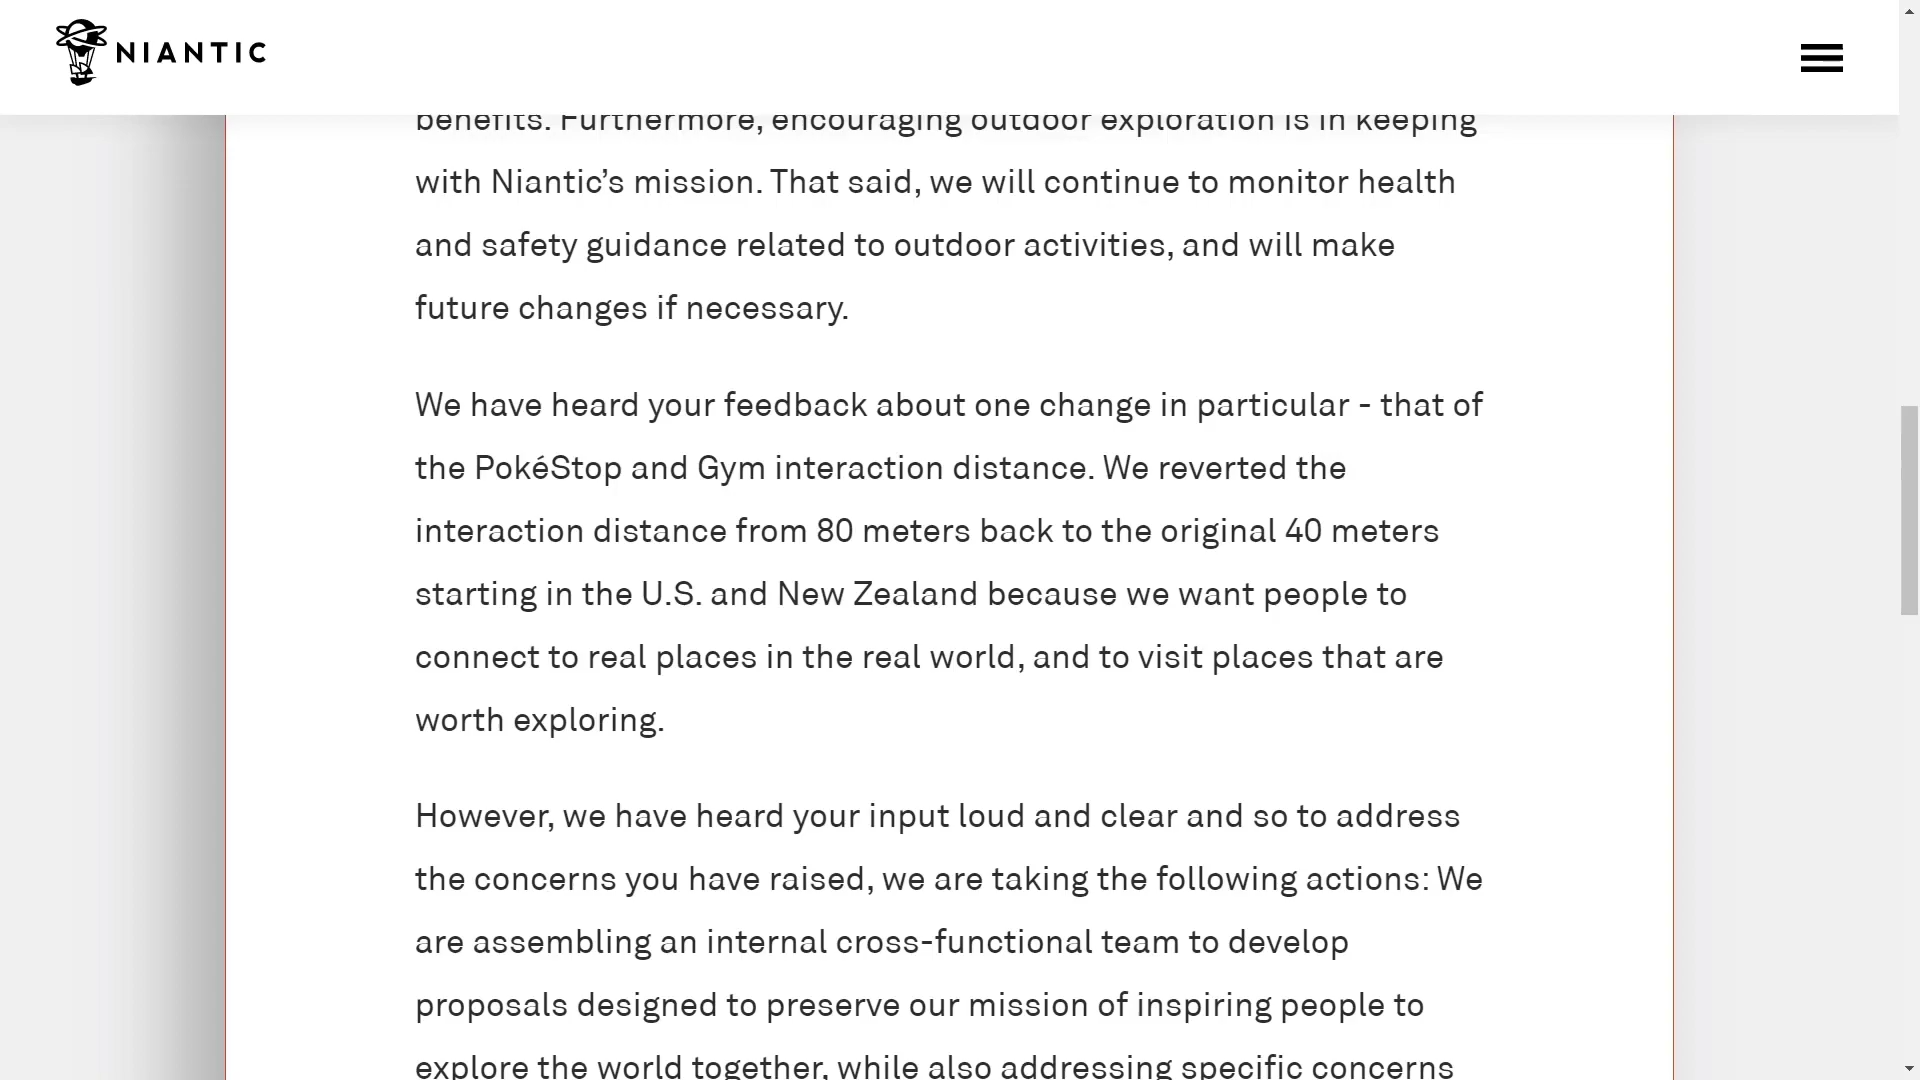 NIANTIC
benefits. Furthermore, encouraging outdoor exploration is in keeping
with Niantic’s mission. That said, we will continue to monitor health
and safety guidance related to outdoor activities, and will make
future changes if necessary.
We have heard your feedback about one change in particular - that of
the PokéStop and Gym interaction distance. We reverted the
interaction distance from 80 meters back to the original 40 meters
starting in the U.S. and New Zealand because we want people to
connect to real places in the real world, and to visit places that are
worth exploring.
However, we have heard your input loud and clear and so to address
the concerns you have raised, we are taking the following actions: We
are assembling an internal cross-functional team to develop
proposals designed to preserve our mission of inspiring people to
explore the world together, while also addressing specific concerns